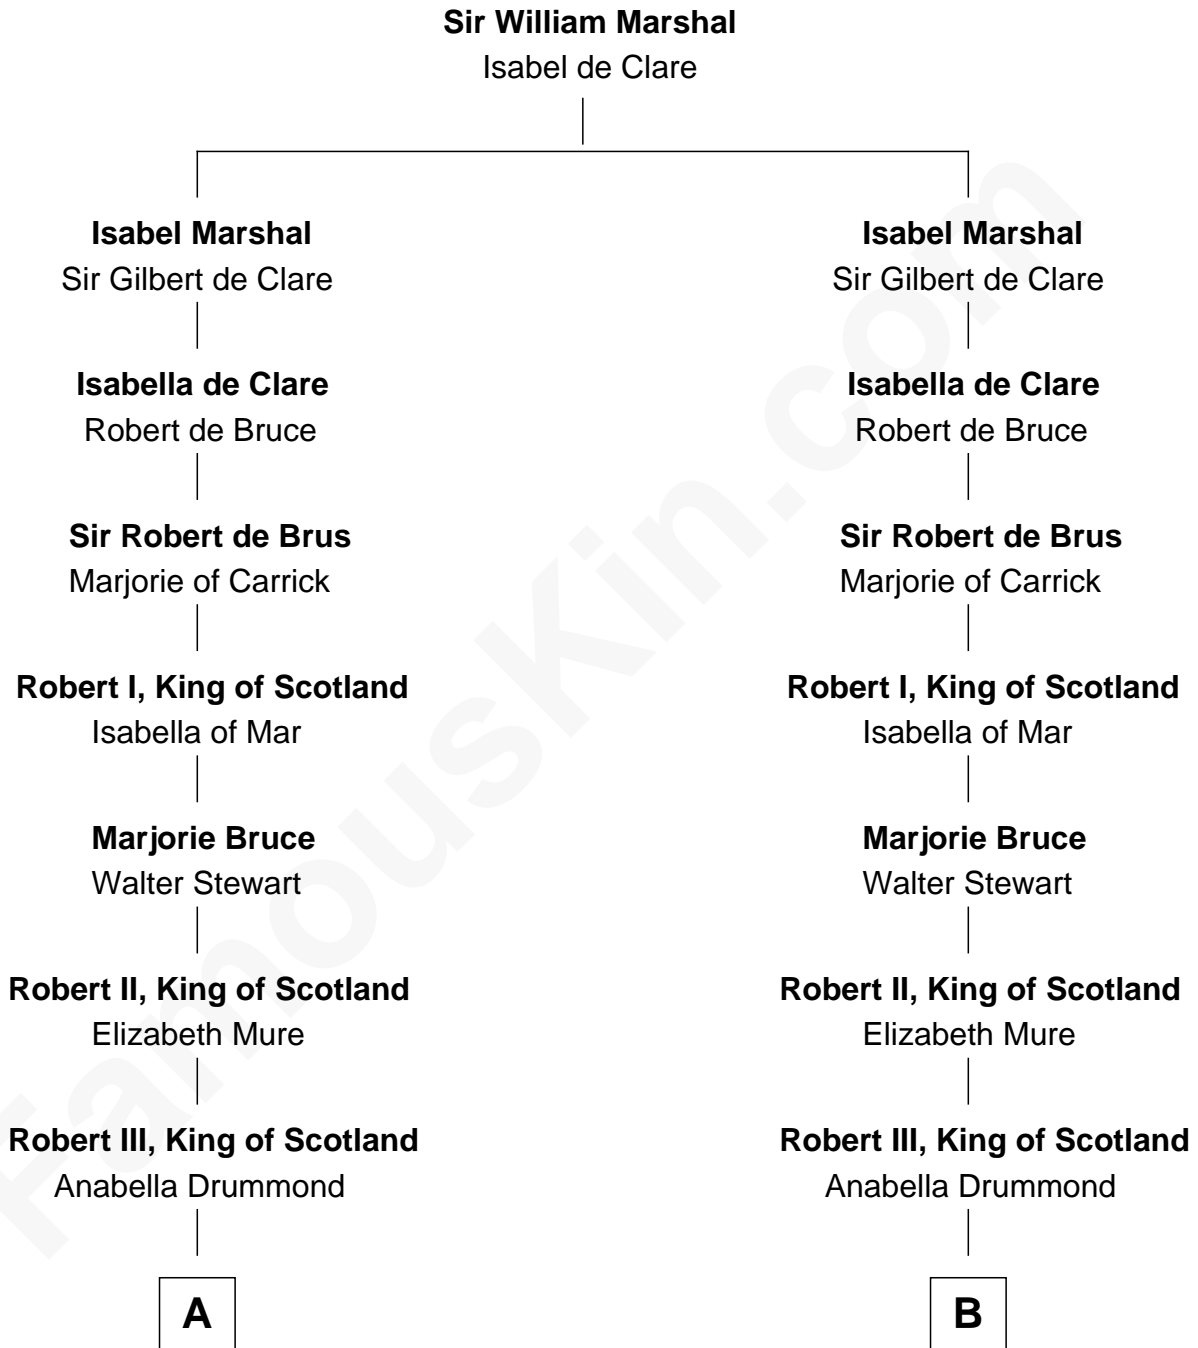 Sir William Marshal
Isabel de Clare
Isabel Marshal
Sir Gilbert de Clare
Isabella de Clare
Robert de Bruce
Sir Robert de Brus
Marjorie of Carrick
Robert I, King of Scotland
Isabella of Mar
Marjorie Bruce
Walter Stewart
Robert II, King of Scotland
Elizabeth Mure
Robert III, King of Scotland
Anabella Drummond
A
Isabel Marshal
Sir Gilbert de Clare
Isabella de Clare
Robert de Bruce
Sir Robert de Brus
Marjorie of Carrick
Robert I, King of Scotland
Isabella of Mar
Marjorie Bruce
Walter Stewart
Robert II, King of Scotland
Elizabeth Mure
Robert III, King of Scotland
Anabella Drummond
B
FamousKin.com